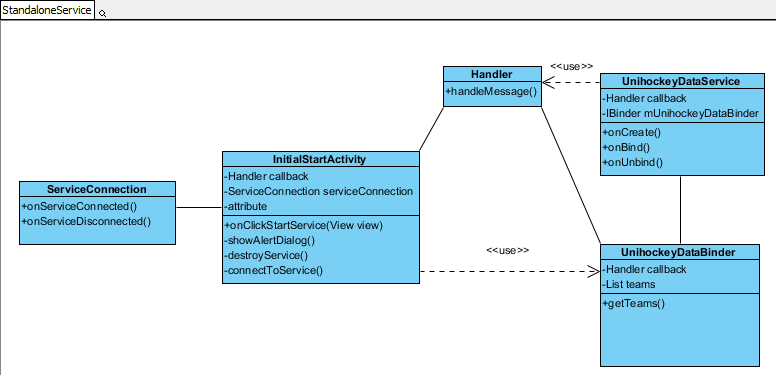 StandaloneService
Handler
+handleMessage()
<<use>>
UnihockeyDataService
-Handler callback
-IBinder mUnihockeyDataBinder
+onCreate()
+onBind()
+onUnbind()
InitialStartActivity
-Handler callback
-ServiceConnection serviceConnection
-attribute
+onClickStartService(View view)
-showAlertDialog()
-destroyService()
-connectToService()
ServiceConnection
+onServiceConnected()
+onServiceDisconnected()
<<use>>
UnihockeyDataBinder
-Handler callback
-List teams
+getTeams()